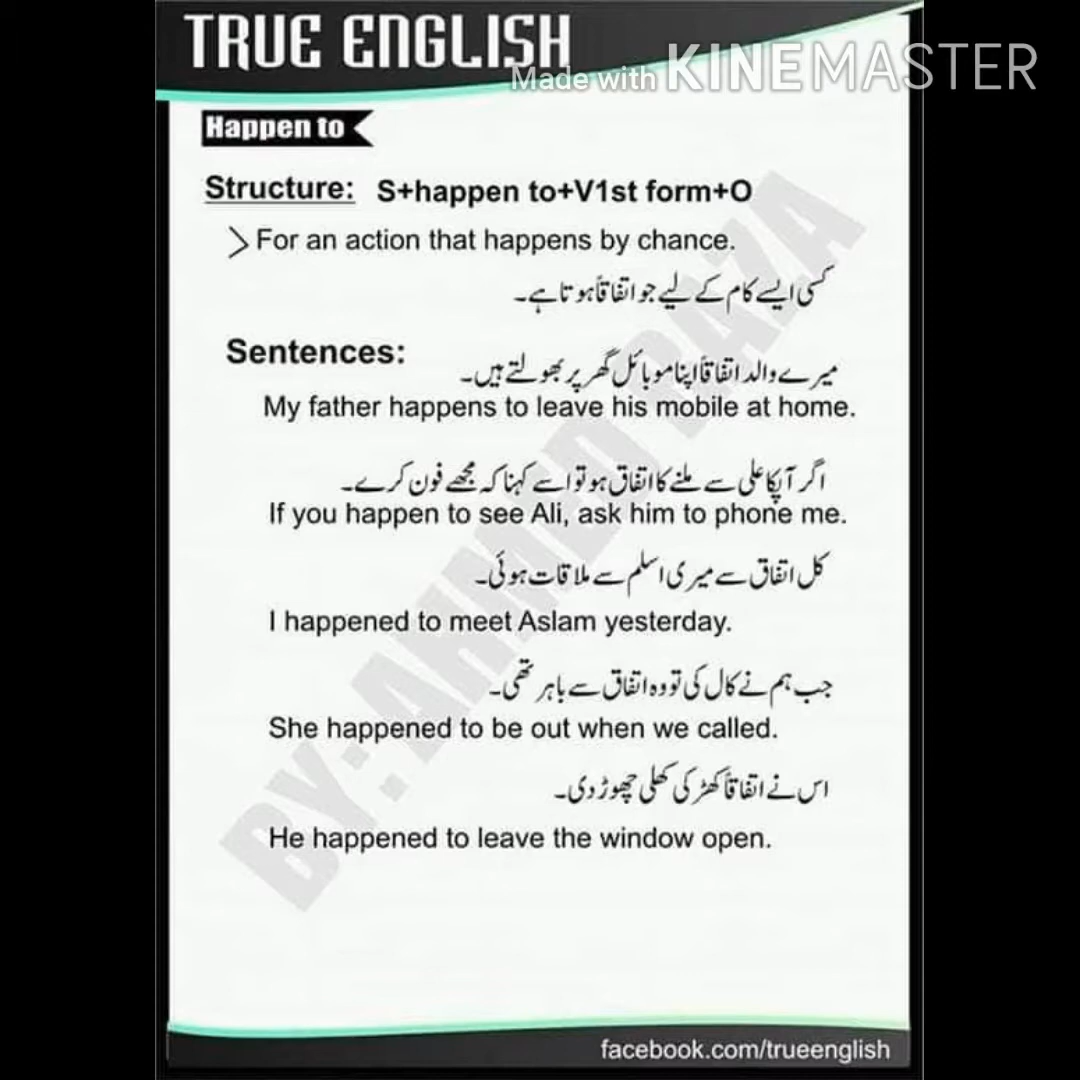 TRUE ENGLISH
Made with KINEMASTER
Happen to
Structure: S+happen to+V1st form+O
For an action that happens by chance.
کسی ایسے کام کے لیے جو اتفاقاً ہوتا ہے۔
Sentences:
میرے والد اتفاقاً اپنا موبائل گھر پر بھولتے ہیں۔
My father happens to leave his mobile at home.
اگر آپکا علی سے ملنے کا اتفاق ہو تو اسے کہنا کہ مجھے فون کرے۔
If you happen to see Ali, ask him to phone me.
کل اتفاق سے میری اسلم سے ملاقات ہوئی۔
I happened to meet Aslam yesterday.
جب ہم نے کال کی تو وہ اتفاق سے باہر تھی۔
She happened to be out when we called.
اس نے اتفاقاً کھڑکی کھلی چھوڑ دی۔
He happened to leave the window open.
BY: AHMED RAZA
facebook.com/trueenglish